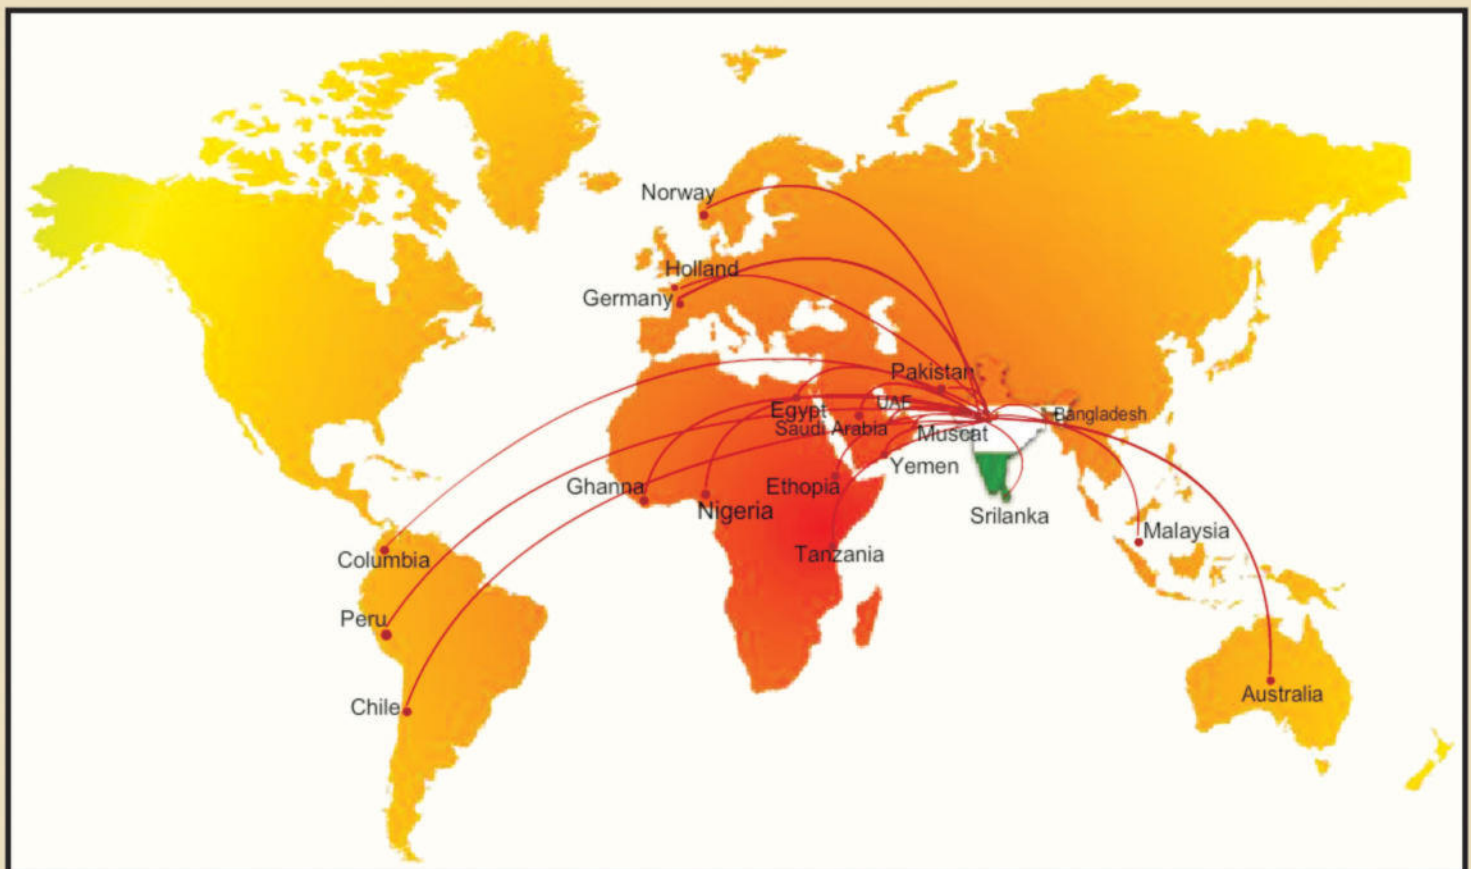 Norway
Holland
Germany
Pakistan
Egypt
UAE
Saudi Arabia
Muscat
Bangladesh
Yemen
Ghanna
Ethopia
Nigeria
Srilanka
Malaysia
Tanzania
Columbia
Peru
Chile
Australia